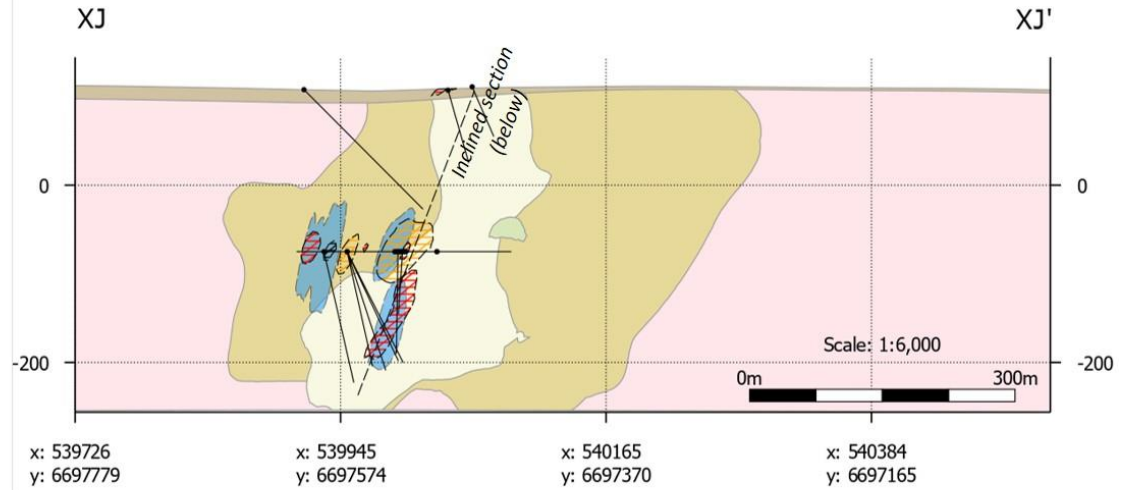 XJ
XJ'
Inclined section
(below)
0
0
-200
-200
Scale: 1:6,000
0m
300m
x: 539726
y: 6697779
x: 539945
y: 6697574
x: 540165
y: 6697370
x: 540384
y: 6697165